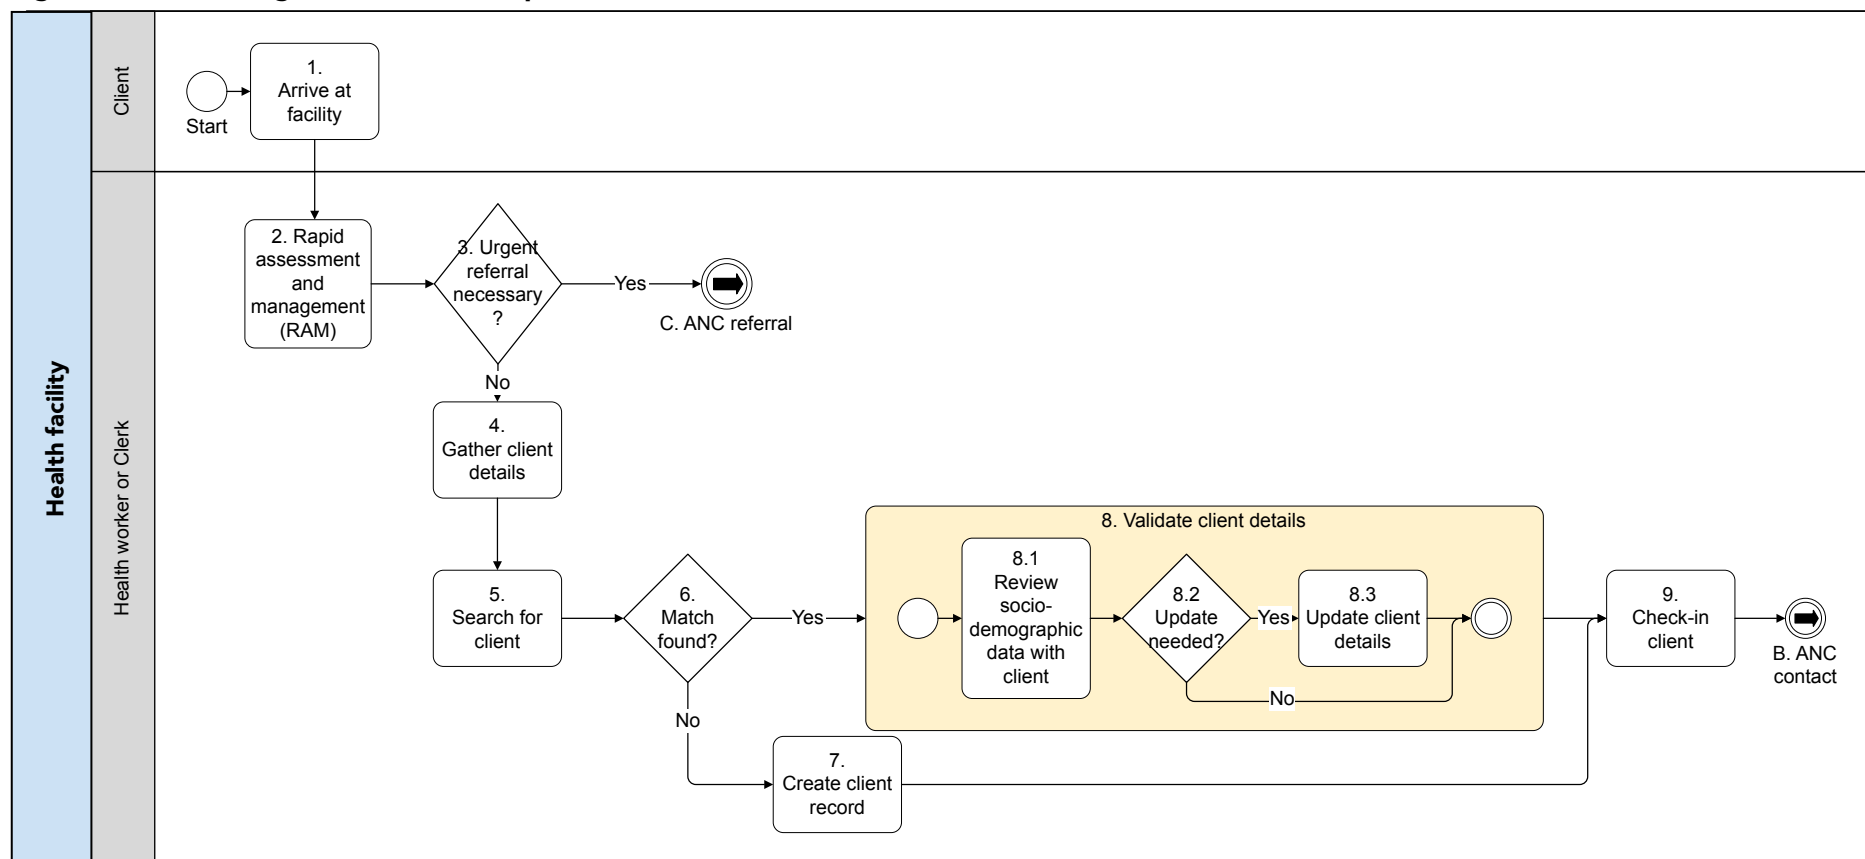 Health facility
Client
Health worker or Clerk
Start
1.
Arrive at
facility
2. Rapid
assessment
and
management
(RAM)
3. Urgent
referral
necessary
?
Yes
C. ANC referral
No
4.
Gather client
details
5.
Search for
client
6.
Match
found?
Yes
No
7.
Create client
record
8. Validate client details
8.1
Review
socio-
demographic
data with
client
8.2
Update
needed?
Yes
No
8.3
Update client
details
9.
Check-in
client
B. ANC
contact